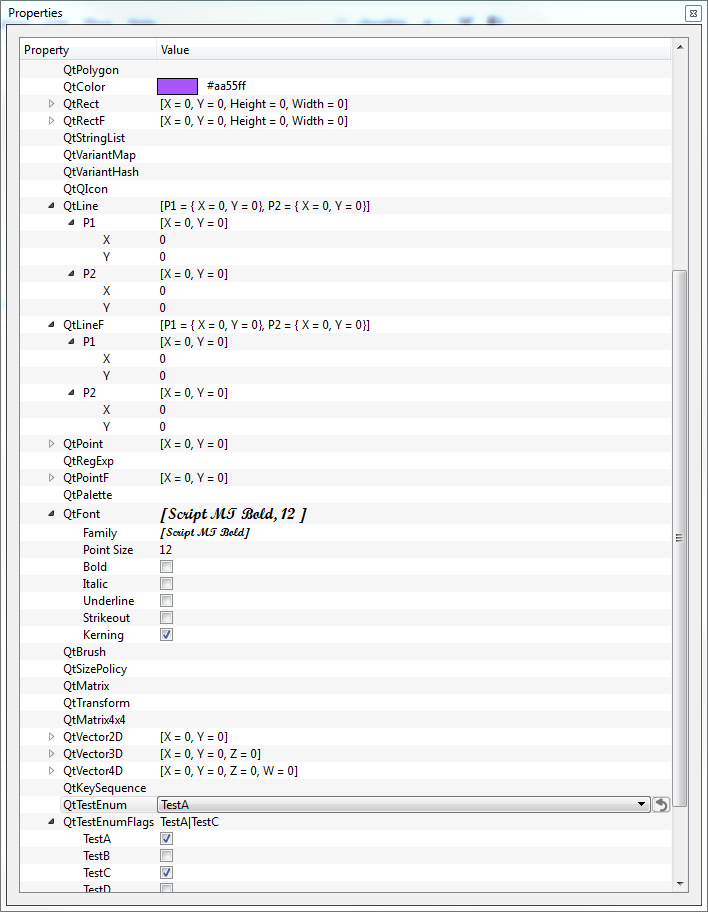 Properties
Property Value
QtPolygon
QtColor #aa55ff
QtRect [X = 0, Y = 0, Height = 0, Width = 0]
QtRectF [X = 0, Y = 0, Height = 0, Width = 0]
QtStringList
QtVariantMap
QtVariantHash
QtQIcon
QtLine [P1 = { X = 0, Y = 0}, P2 = { X = 0, Y = 0}]
P1 [X = 0, Y = 0]
X 0
Y 0
P2 [X = 0, Y = 0]
X 0
Y 0
QtLineF [P1 = { X = 0, Y = 0}, P2 = { X = 0, Y = 0}]
P1 [X = 0, Y = 0]
X 0
Y 0
P2 [X = 0, Y = 0]
X 0
Y 0
QtPoint [X = 0, Y = 0]
QtRegExp
QtPointF [X = 0, Y = 0]
QtPalette
QtFont [Script MT Bold, 12 ]
Family [Script MT Bold]
Point Size 12
Bold
Italic
Underline
Strikeout
Kerning
QtBrush
QtSizePolicy
QtMatrix
QtTransform
QtMatrix4x4
QtVector2D [X = 0, Y = 0]
QtVector3D [X = 0, Y = 0, Z = 0]
QtVector4D [X = 0, Y = 0, Z = 0, W = 0]
QtKeySequence
QtTestEnum TestA
QtTestEnumFlags TestA|TestC
TestA
TestB
TestC
TestD